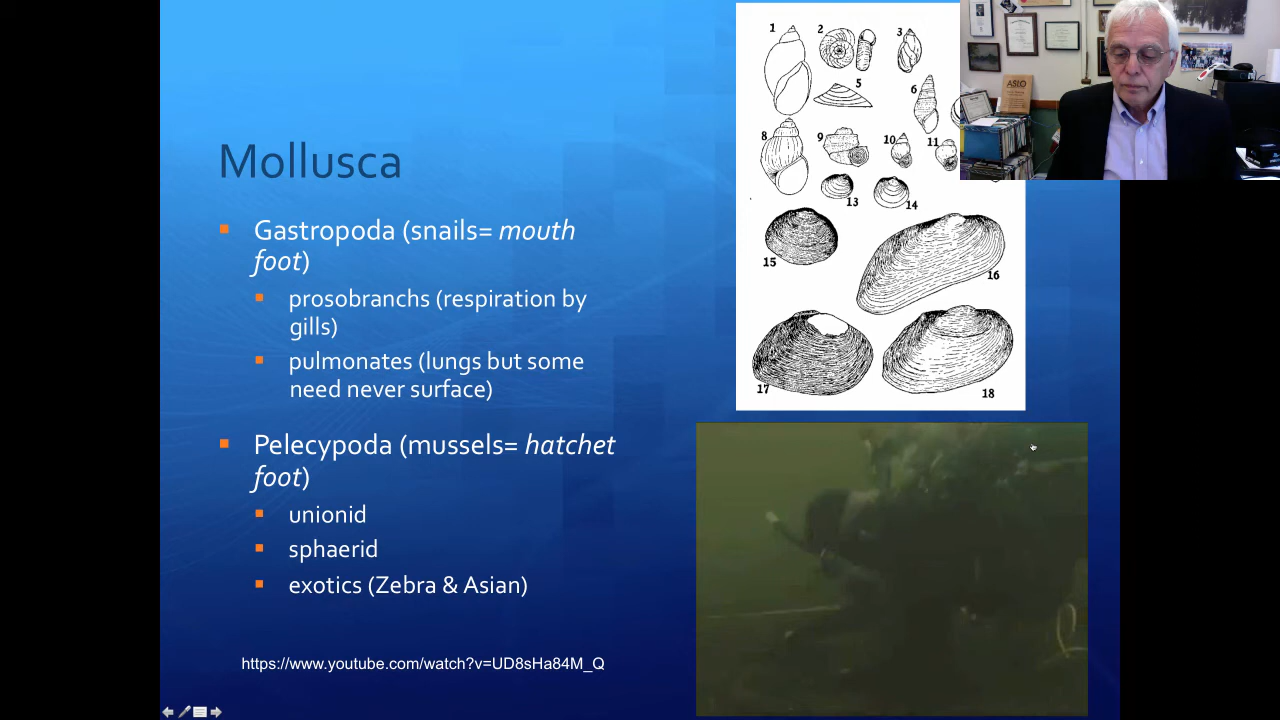 Mollusca
Gastropoda (snails= mouth
foot)
prosobranchs (respiration by
gills)
pulmonates (lungs but some
need never surface)
Pelecypoda (mussels= hatchet
foot)
unionid
sphaerid
exotics (Zebra & Asian)
https://www.youtube.com/watch?v=UD8sHa84M_Q
1 2 3
5
6
8 9 10 11
13 14
15 16
17 18
ASLO